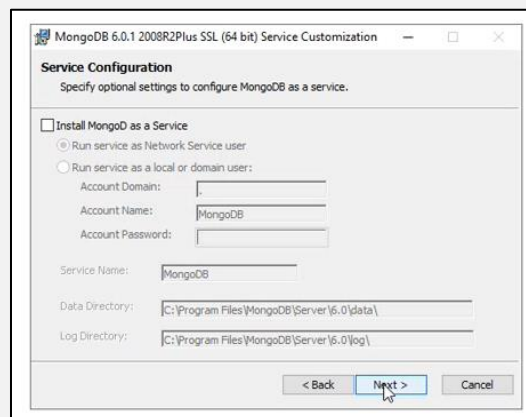 MongoDB 6.0.1 2008R2Plus SSL (64 bit) Service Customization
Service Configuration
Specify optional settings to configure MongoDB as a service.
Install MongoD as a Service
Run service as Network Service user
Run service as a local or domain user:
Account Domain: .
Account Name: MongoDB
Account Password:
Service Name: MongoDB
Data Directory: C:\Program Files\MongoDB\Server\6.0\data\
Log Directory: C:\Program Files\MongoDB\Server\6.0\log\
< Back Next > Cancel